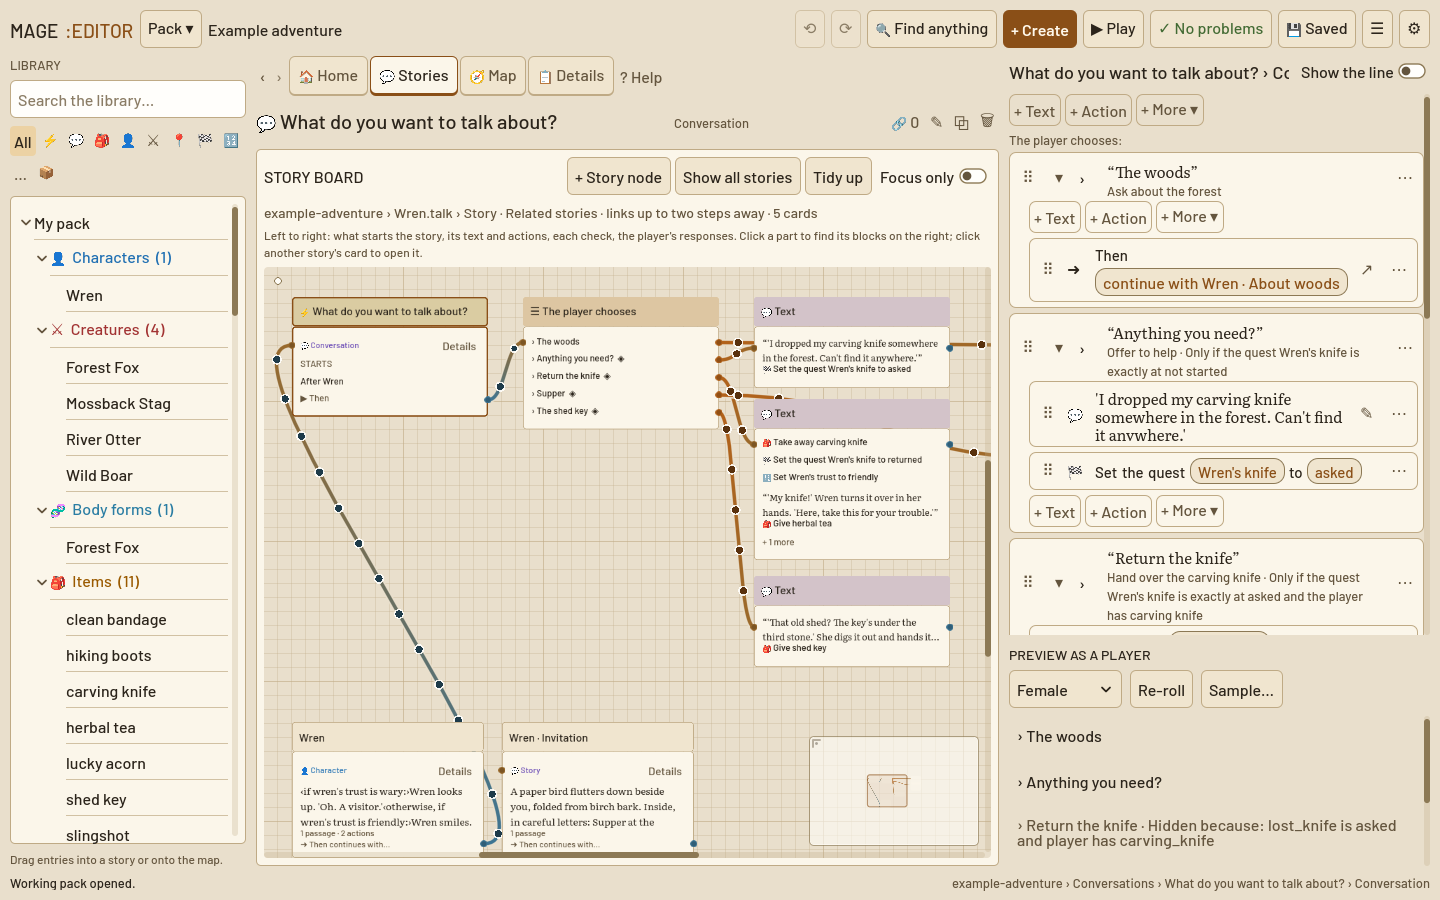 MAGE :EDITOR
Pack ▾
Example adventure
Find anything
+ Create
▶ Play
✓ No problems
Saved
LIBRARY
Search the library...
All
...
My pack
Characters (1)
Wren
Creatures (4)
Forest Fox
Mossback Stag
River Otter
Wild Boar
Body forms (1)
Forest Fox
Items (11)
clean bandage
hiking boots
carving knife
herbal tea
lucky acorn
shed key
slingshot
Drag entries into a story or onto the map.
Working pack opened.
‹ › Home
Stories
Map
Details
? Help
What do you want to talk about?
Conversation
0
STORY BOARD
+ Story node
Show all stories
Tidy up
Focus only
example-adventure › Wren.talk › Story · Related stories · links up to two steps away · 5 cards
Left to right: what starts the story, its text and actions, each check, the player's responses. Click a part to find its blocks on the right; click
another story's card to open it.
What do you want to talk about?
Conversation
Details
STARTS
After Wren
▶ Then
The player chooses
› The woods
› Anything you need? ◈
› Return the knife ◈
› Supper ◈
› The shed key ◈
Text
“'I dropped my carving knife somewhere
in the forest. Can't find it anywhere.'”
Set the quest Wren's knife to asked
Text
Take away carving knife
Set the quest Wren's knife to returned
Set Wren's trust to friendly
“'My knife!' Wren turns it over in her
hands. 'Here, take this for your trouble.'”
Give herbal tea
+ 1 more
Text
“'That old shed? The key's under the
third stone.' She digs it out and hands it...
Give shed key
Wren
Character
Details
‹if wren's trust is wary:›Wren looks
up. 'Oh. A visitor.'‹otherwise, if
wren's trust is friendly:›Wren smiles.
1 passage · 2 actions
→ Then continues with...
Wren · Invitation
Story
Details
A paper bird flutters down beside
you, folded from birch bark. Inside,
in careful letters: Supper at the
1 passage
→ Then continues with...
What do you want to talk about? › Cc
Show the line
+ Text
+ Action
+ More ▾
The player chooses:
“The woods”
Ask about the forest
+ Text
+ Action
+ More ▾
Then
continue with Wren · About woods
“Anything you need?”
Offer to help · Only if the quest Wren's knife is
exactly at not started
'I dropped my carving knife
somewhere in the forest. Can't find
it anywhere.'
Set the quest Wren's knife to asked
+ Text
+ Action
+ More ▾
“Return the knife”
Hand over the carving knife · Only if the quest
Wren's knife is exactly at asked and the player
has carving knife
PREVIEW AS A PLAYER
Female
Re-roll
Sample...
› The woods
› Anything you need?
› Return the knife · Hidden because: lost_knife is asked
and player has carving_knife
example-adventure › Conversations › What do you want to talk about? › Conversation